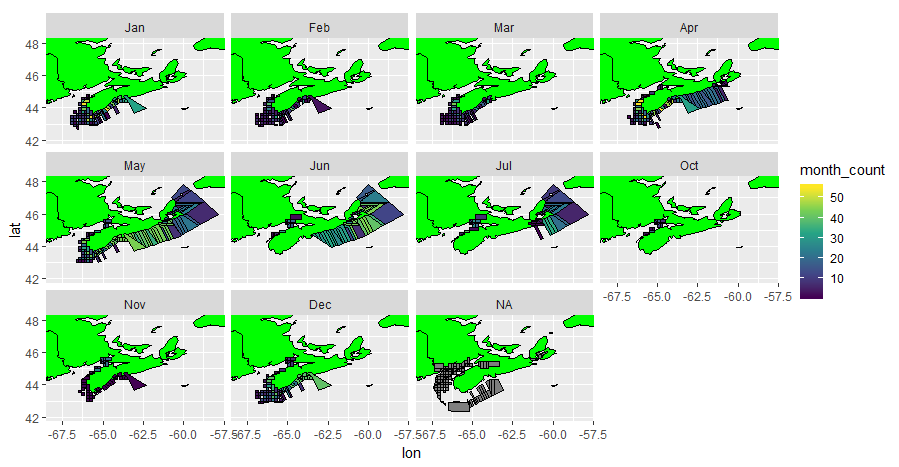 Jan Feb Mar Apr
48
46
44
42
May Jun Jul Oct
month_count
50
40
30
20
10
48
46
44
42
lat
-67.5 -65.0 -62.5 -60.0 -57.5
Nov Dec NA
48
46
44
42
-67.5 -65.0 -62.5 -60.0 -57.5 -67.5 -65.0 -62.5 -60.0 -57.5 -67.5 -65.0 -62.5 -60.0 -57.5
lon